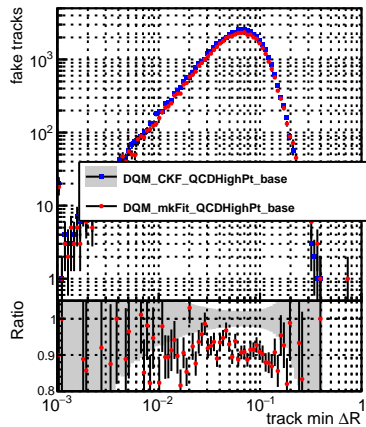 fake tracks
10³
10²
10
1
DQM_CKF_QCDHighPt_base
DQM_mkFit_QCDHighPt_base
Ratio
1
0.9
0.8
10⁻³ 10⁻² 10⁻¹ 1
track min ΔR